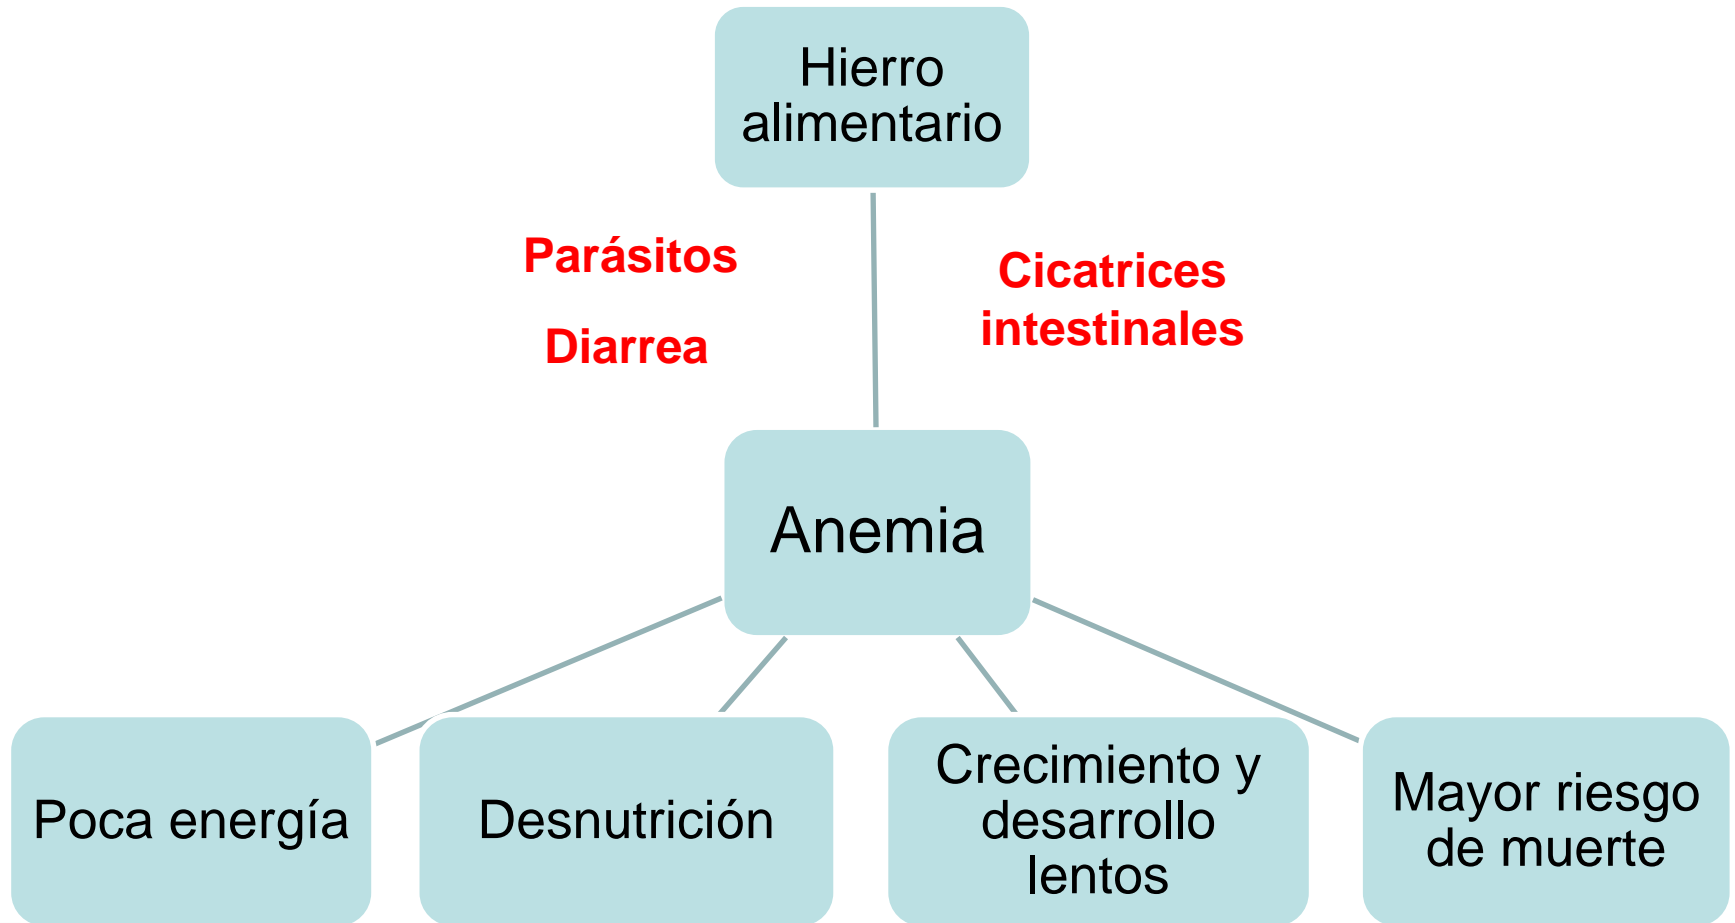 Hierro
alimentario
Parásitos
Diarrea
Cicatrices
intestinales
Anemia
Poca energía
Desnutrición
Crecimiento y
desarrollo
lentos
Mayor riesgo
de muerte